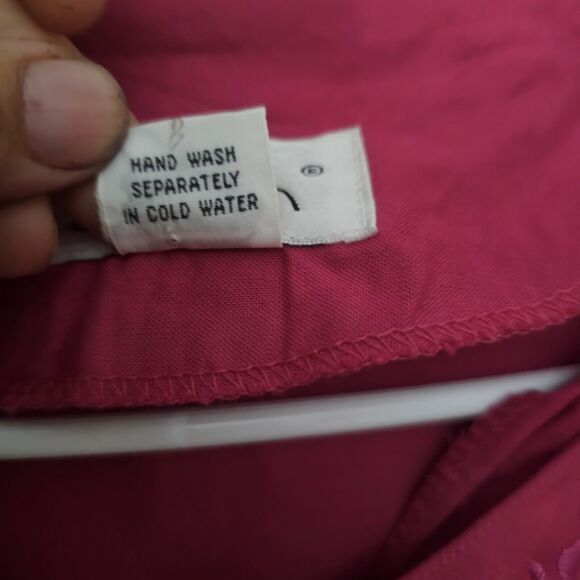 HAND WASH
SEPARATELY
IN COLD WATER
®